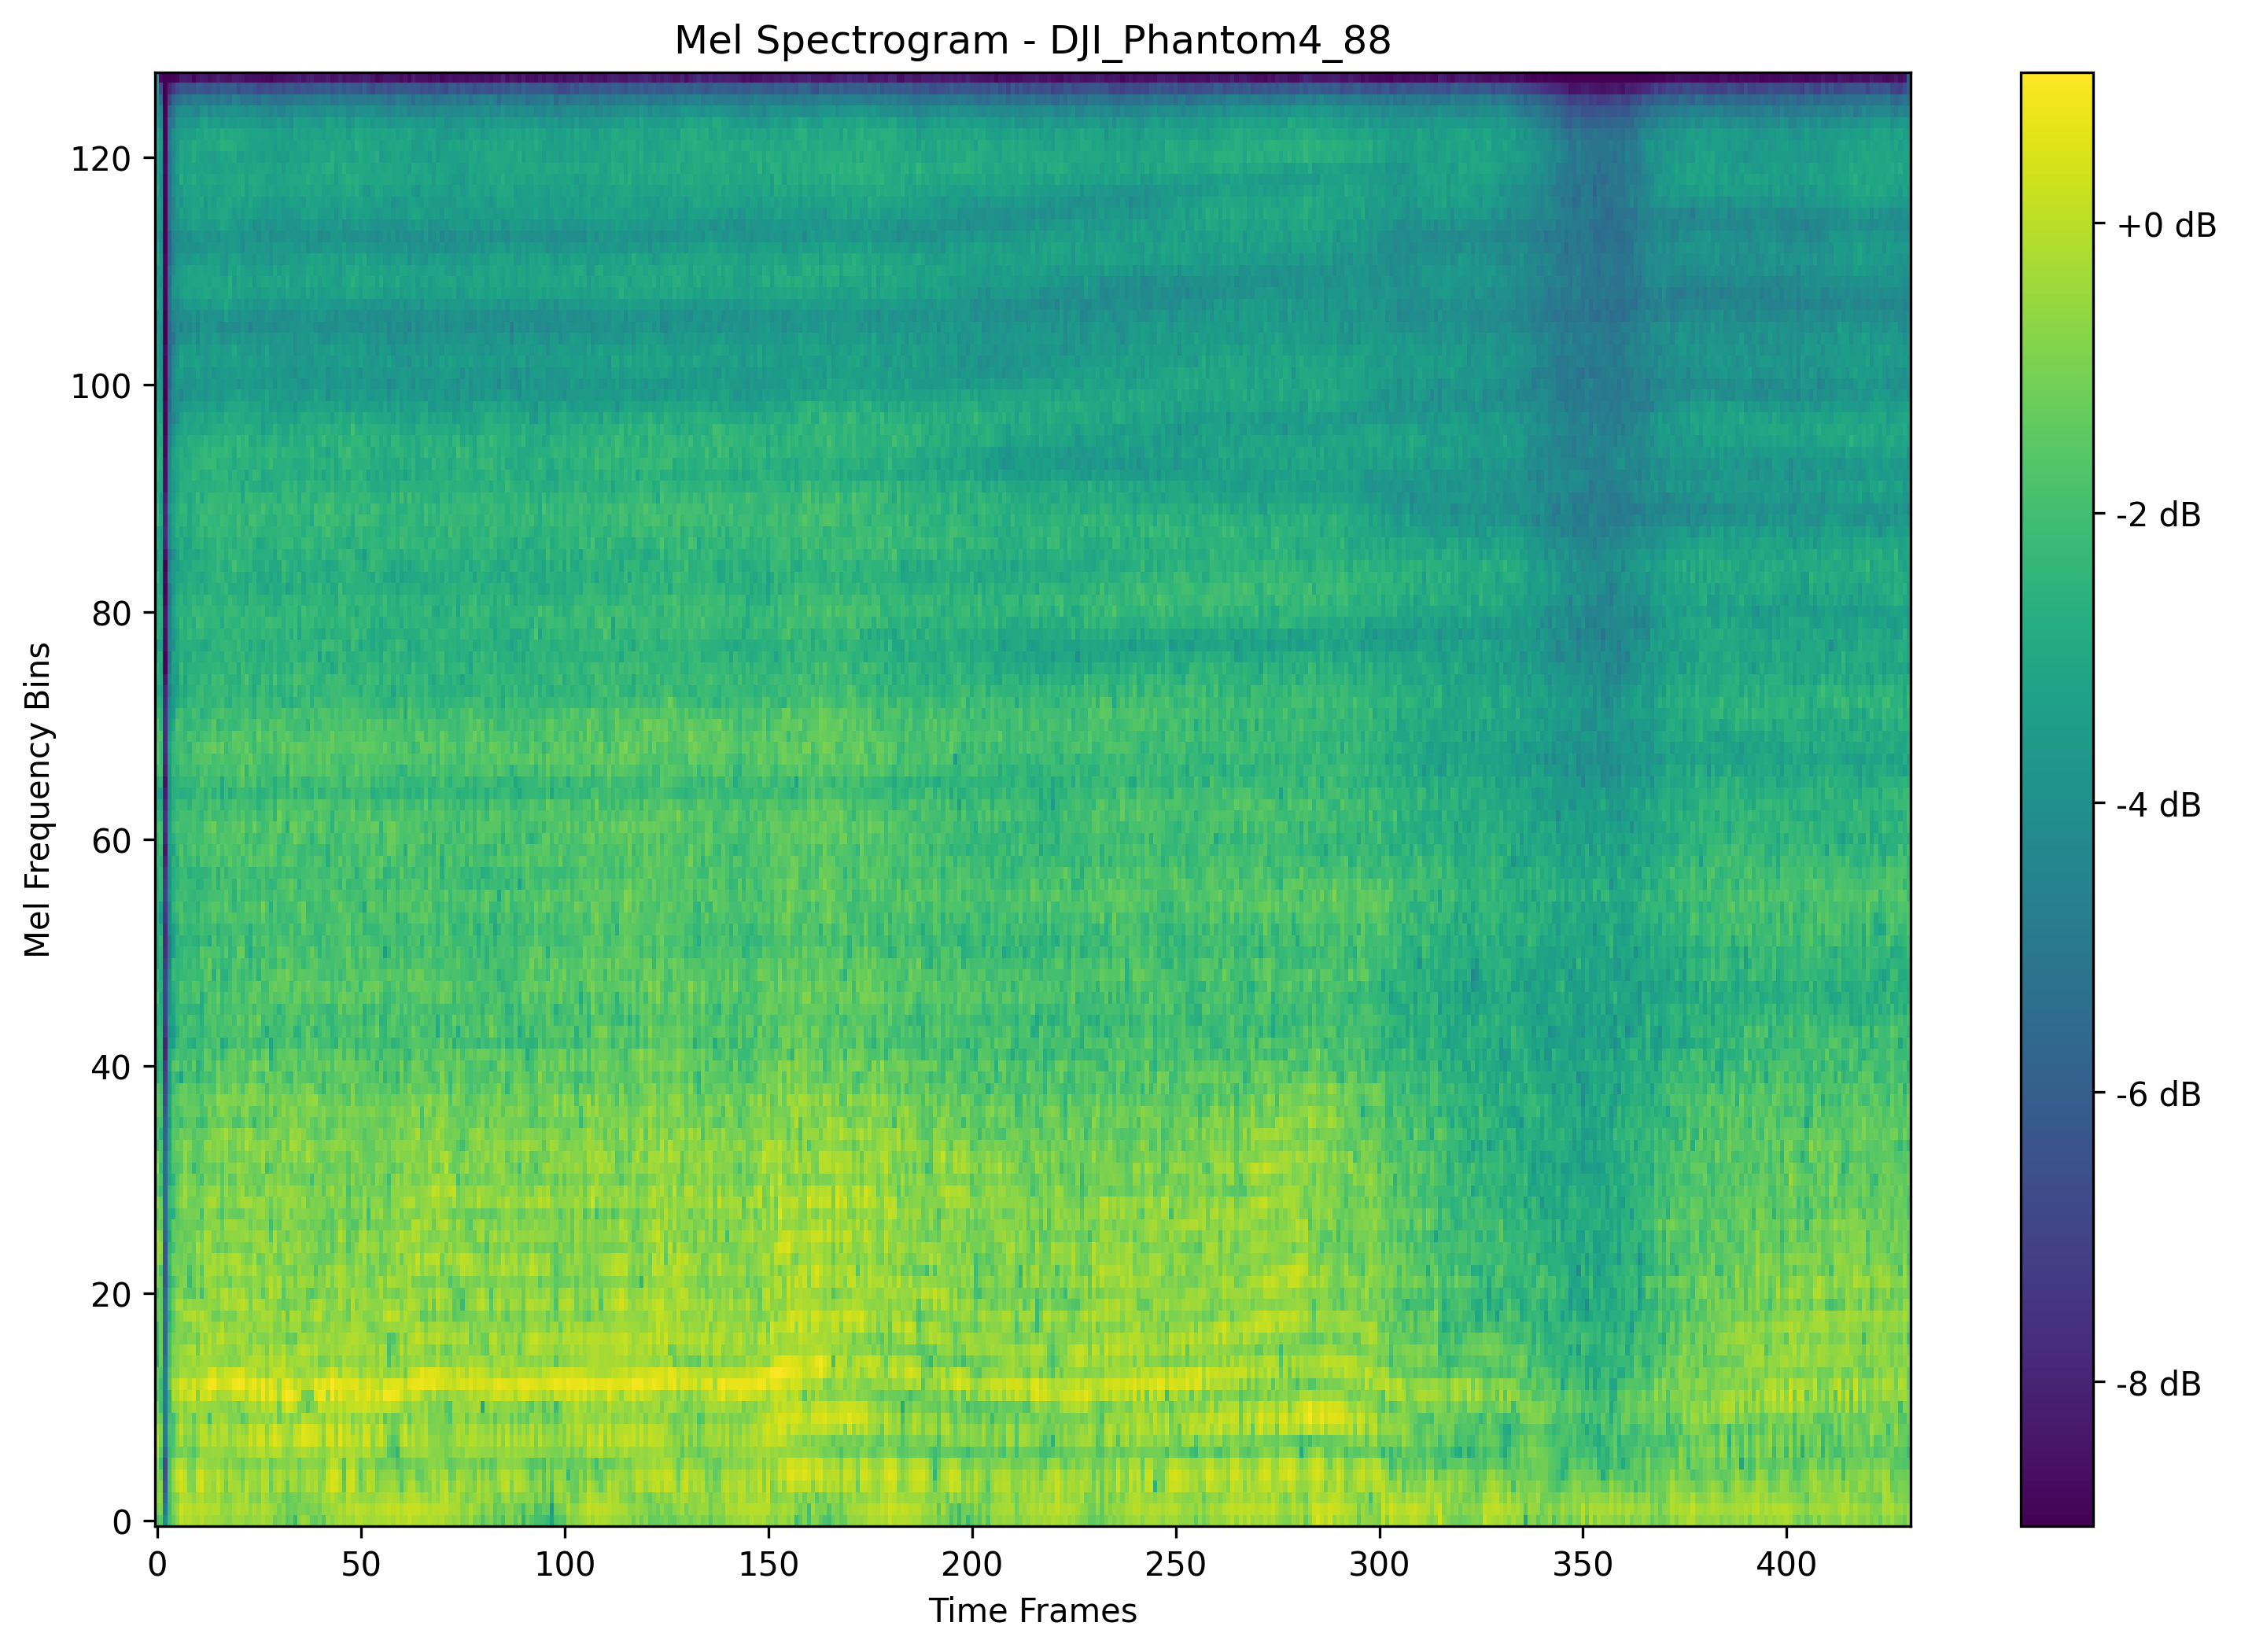 Mel Spectrogram - DJI_Phantom4_88
Mel Frequency Bins
120
100
80
60
40
20
0
0 50 100 150 200 250 300 350 400
Time Frames
+0 dB
-2 dB
-4 dB
-6 dB
-8 dB